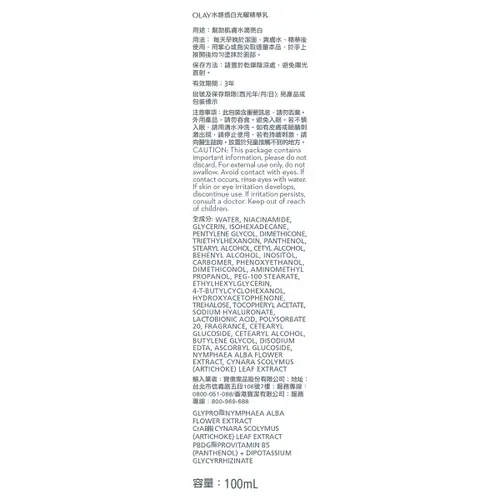 OLAY水感透白光曜精華乳
用途：幫助肌膚水潤亮白
用法： 每天早晚於潔面、爽膚水、精華後
使用，用掌心或指尖取適量本品，於手上
推開後均勻塗抹於面部。
保存方法：請置於乾燥陰涼處，避免陽光
直射。
有效期間：3年
批號及保存期限(西元年/月/日): 見產品或
包裝標示
注意事項：此包裝含重要訊息，請勿丟棄。
外用產品，請勿吞食。避免入眼。若不慎
入眼，請用清水沖洗。如有皮膚或眼睛刺
激出現，請停止使用，若有持續刺激，請
向醫生諮詢。放置於兒童接觸不到的地方。
CAUTION: This package contains
important information, please do not
discard. For external use only, do not
swallow. Avoid contact with eyes. If
contact occurs, rinse eyes with water.
If skin or eye irritation develops,
discontinue use. If irritation persists,
consult a doctor. Keep out of reach
of children.
全成分: WATER, NIACINAMIDE,
GLYCERIN, ISOHEXADECANE,
PENTYLENE GLYCOL, DIMETHICONE,
TRIETHYLHEXANOIN, PANTHENOL,
STEARYL ALCOHOL, CETYL ALCOHOL,
BEHENYL ALCOHOL, INOSITOL,
CARBOMER, PHENOXYETHANOL,
DIMETHICONOL, AMINOMETHYL
PROPANOL, PEG-100 STEARATE,
ETHYLHEXYLGLYCERIN,
4-T-BUTYLCYCLOHEXANOL,
HYDROXYACETOPHENONE,
TREHALOSE, TOCOPHERYL ACETATE,
SODIUM HYALURONATE,
LACTOBIONIC ACID, POLYSORBATE
20, FRAGRANCE, CETEARYL
GLUCOSIDE, CETEARYL ALCOHOL,
BUTYLENE GLYCOL, DISODIUM
EDTA, ASCORBYL GLUCOSIDE,
NYMPHAEA ALBA FLOWER
EXTRACT, CYNARA SCOLYMUS
(ARTICHOKE) LEAF EXTRACT
輸入業者：寶僑家品股份有限公司：地址：
台北市信義路五段106號7樓：服務專線：
0800-051-088/香港寶潔有限公司：服務
專線：800-969-688
GLYPRO指NYMPHAEA ALBA
FLOWER EXTRACT
CrAE指CYNARA SCOLYMUS
(ARTICHOKE) LEAF EXTRACT
PBDG指PROVITAMIN B5
(PANTHENOL) + DIPOTASSIUM
GLYCYRRHIZINATE
容量：100mL